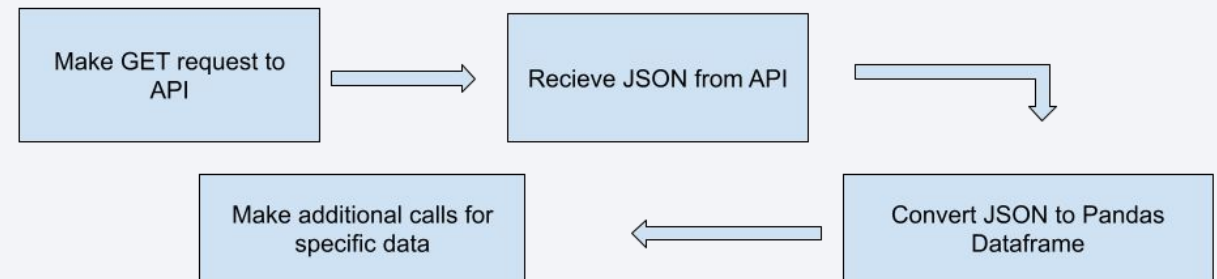 Make GET request to
API
Recieve JSON from API
Convert JSON to Pandas
Dataframe
Make additional calls for
specific data